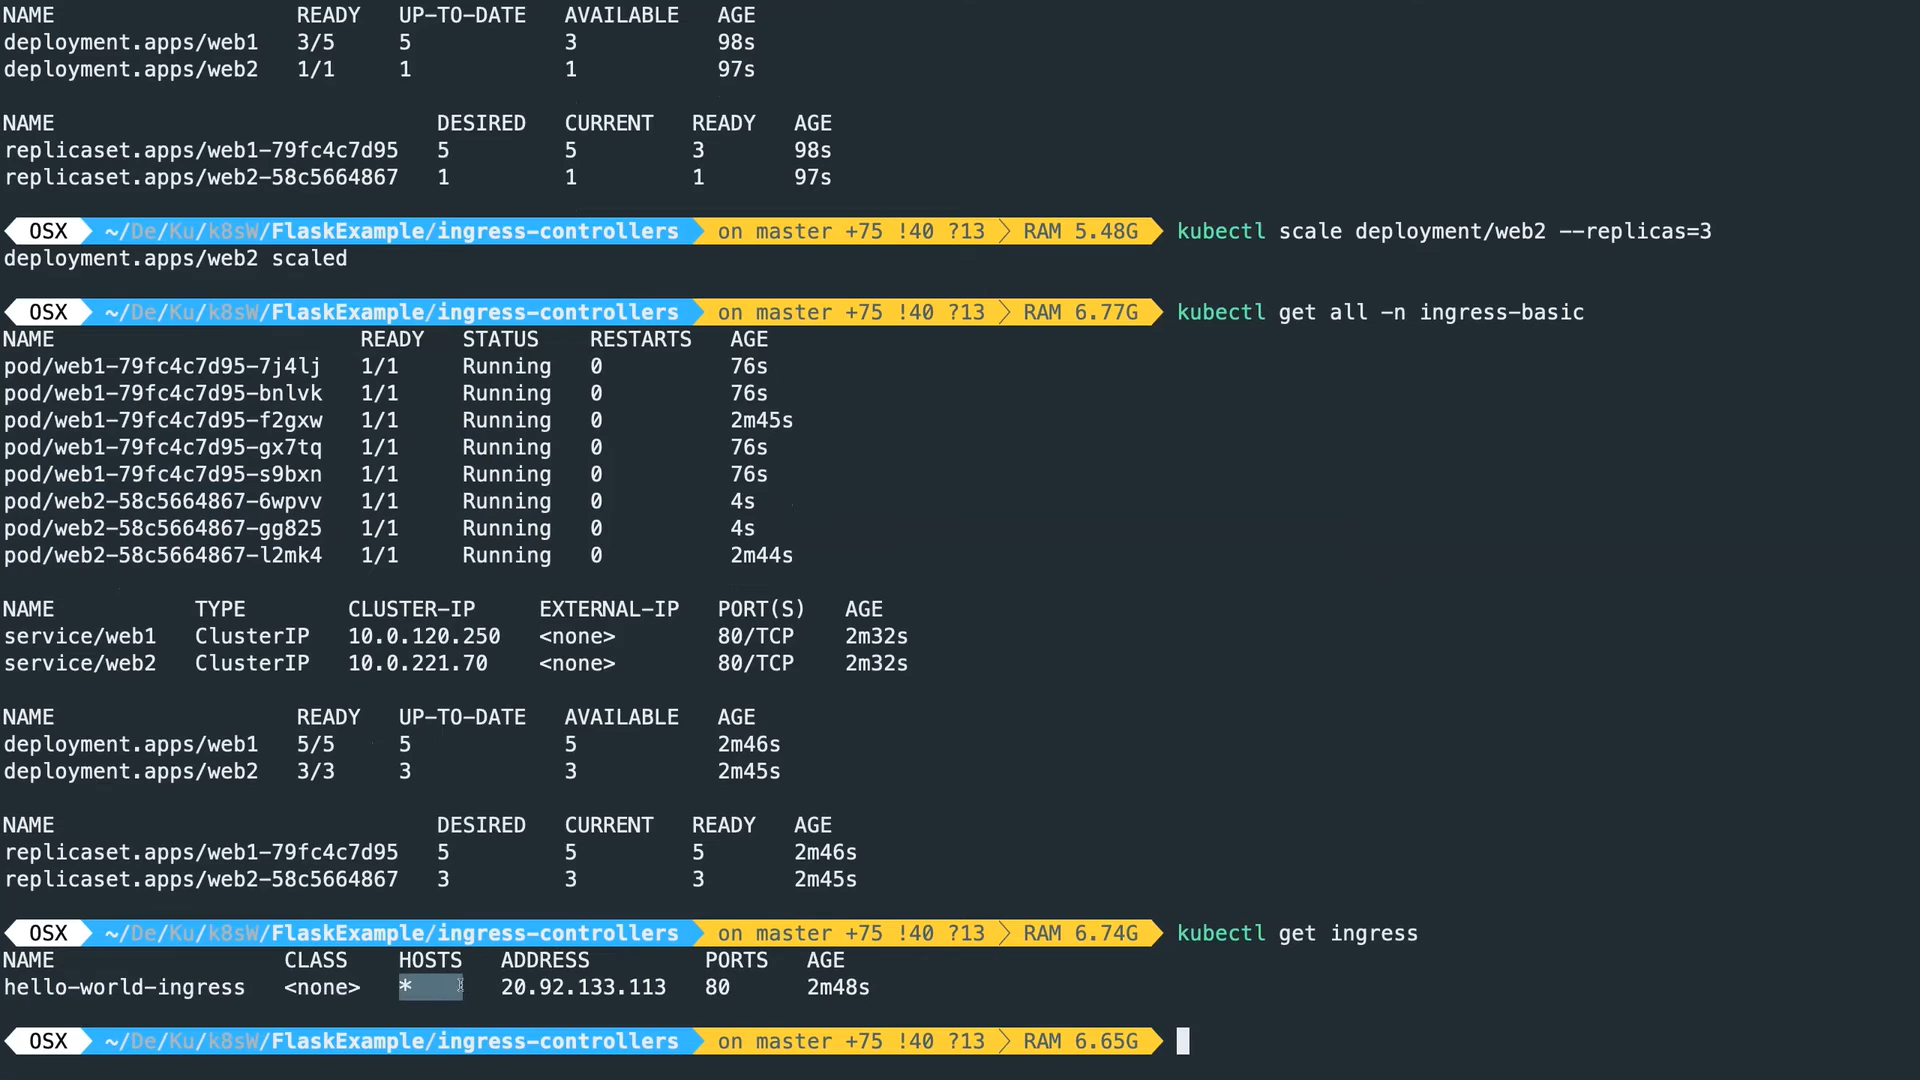 NAME READY UP-TO-DATE AVAILABLE AGE
deployment.apps/web1 3/5 5 3 98s
deployment.apps/web2 1/1 1 1 97s
NAME DESIRED CURRENT READY AGE
replicaset.apps/web1-79fc4c7d95 5 5 3 98s
replicaset.apps/web2-58c5664867 1 1 1 97s
OSX ~/De/Ku/k8sW/FlaskExample/ingress-controllers on master +75 !40 ?13 RAM 5.48G kubectl scale deployment/web2 --replicas=3
deployment.apps/web2 scaled
OSX ~/De/Ku/k8sW/FlaskExample/ingress-controllers on master +75 !40 ?13 RAM 6.77G kubectl get all -n ingress-basic
NAME READY STATUS RESTARTS AGE
pod/web1-79fc4c7d95-7j4lj 1/1 Running 0 76s
pod/web1-79fc4c7d95-bnlvk 1/1 Running 0 76s
pod/web1-79fc4c7d95-f2gxw 1/1 Running 0 2m45s
pod/web1-79fc4c7d95-gx7tq 1/1 Running 0 76s
pod/web1-79fc4c7d95-s9bxn 1/1 Running 0 76s
pod/web2-58c5664867-6wpvv 1/1 Running 0 4s
pod/web2-58c5664867-gg825 1/1 Running 0 4s
pod/web2-58c5664867-l2mk4 1/1 Running 0 2m44s
NAME TYPE CLUSTER-IP EXTERNAL-IP PORT(S) AGE
service/web1 ClusterIP 10.0.120.250 <none> 80/TCP 2m32s
service/web2 ClusterIP 10.0.221.70 <none> 80/TCP 2m32s
NAME READY UP-TO-DATE AVAILABLE AGE
deployment.apps/web1 5/5 5 5 2m46s
deployment.apps/web2 3/3 3 3 2m45s
NAME DESIRED CURRENT READY AGE
replicaset.apps/web1-79fc4c7d95 5 5 5 2m46s
replicaset.apps/web2-58c5664867 3 3 3 2m45s
OSX ~/De/Ku/k8sW/FlaskExample/ingress-controllers on master +75 !40 ?13 RAM 6.74G kubectl get ingress
NAME CLASS HOSTS ADDRESS PORTS AGE
hello-world-ingress <none> * 20.92.133.113 80 2m48s
OSX ~/De/Ku/k8sW/FlaskExample/ingress-controllers on master +75 !40 ?13 RAM 6.65G